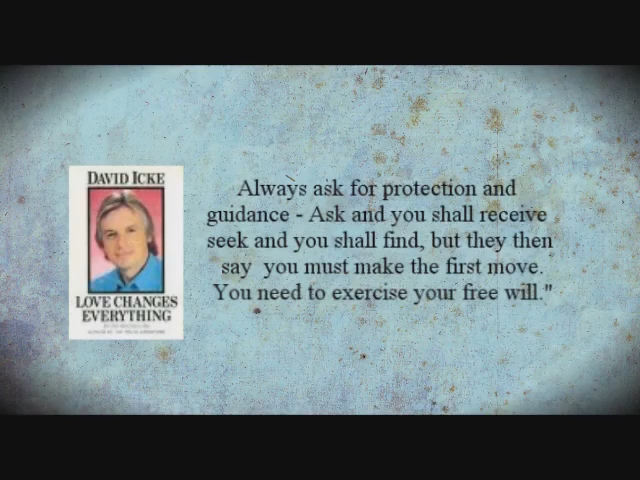 DAVID ICKE
LOVE CHANGES
EVERYTHING
Always ask for protection and
guidance - Ask and you shall receive
seek and you shall find, but they then
say  you must make the first move.
You need to exercise your free will."